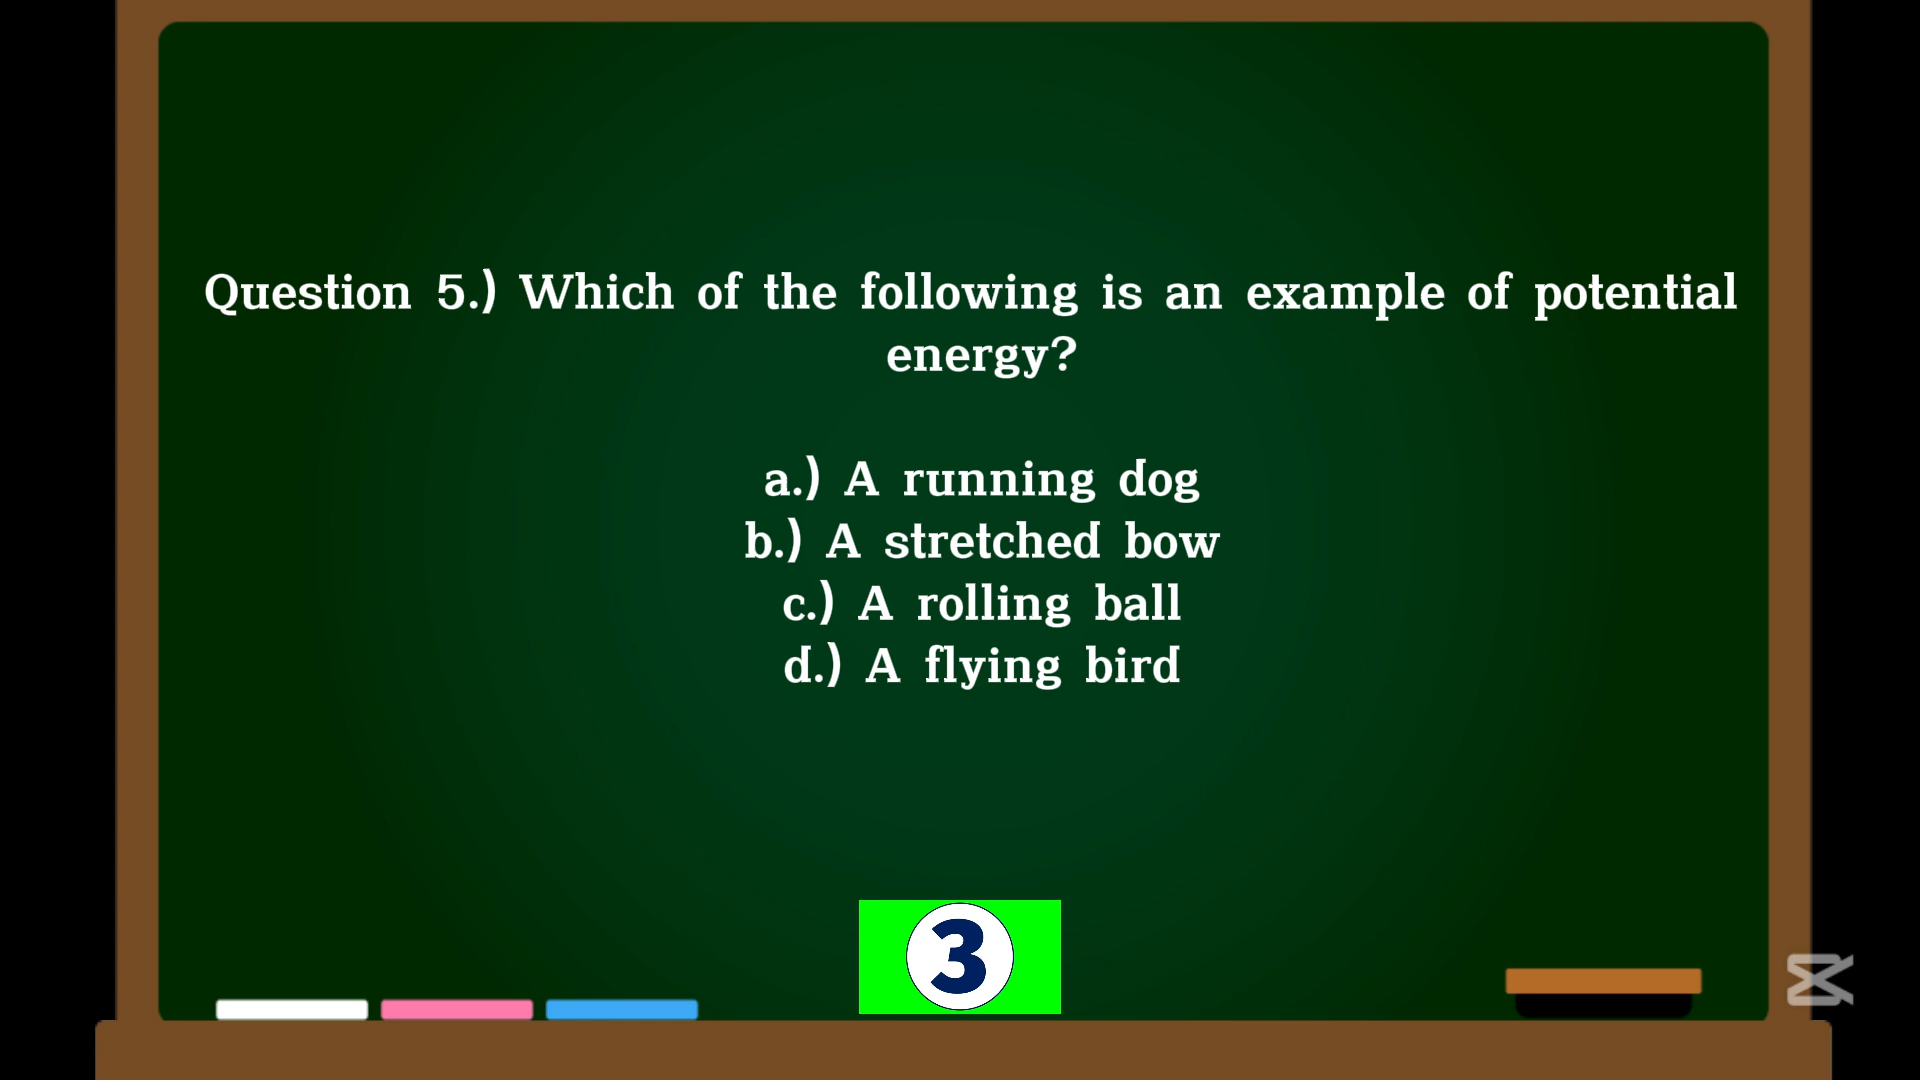 Question 5.) Which of the following is an example of potential
energy?
a.) A running dog
b.) A stretched bow
c.) A rolling ball
d.) A flying bird
3